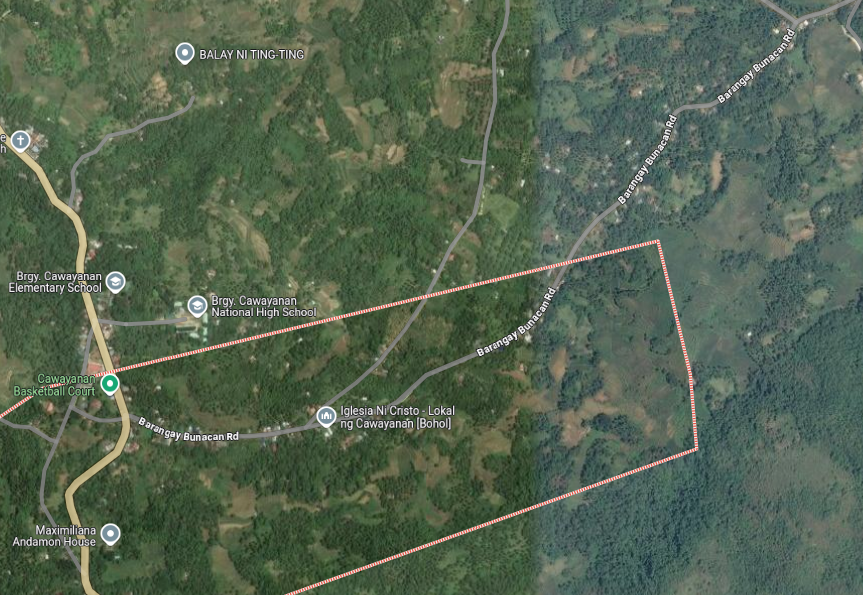 BALAY NI TING-TING
Barangay Bunacan Rd
e
h
Barangay Bunacan Rd
Brgy. Cawayanan
Elementary School
Brgy. Cawayanan
National High School
Barangay Bunacan Rd
Cawayanan
Basketball Court
Iglesia Ni Cristo - Lokal
ng Cawayanan [Bohol]
Barangay Bunacan Rd
Maximiliana
Andamon House